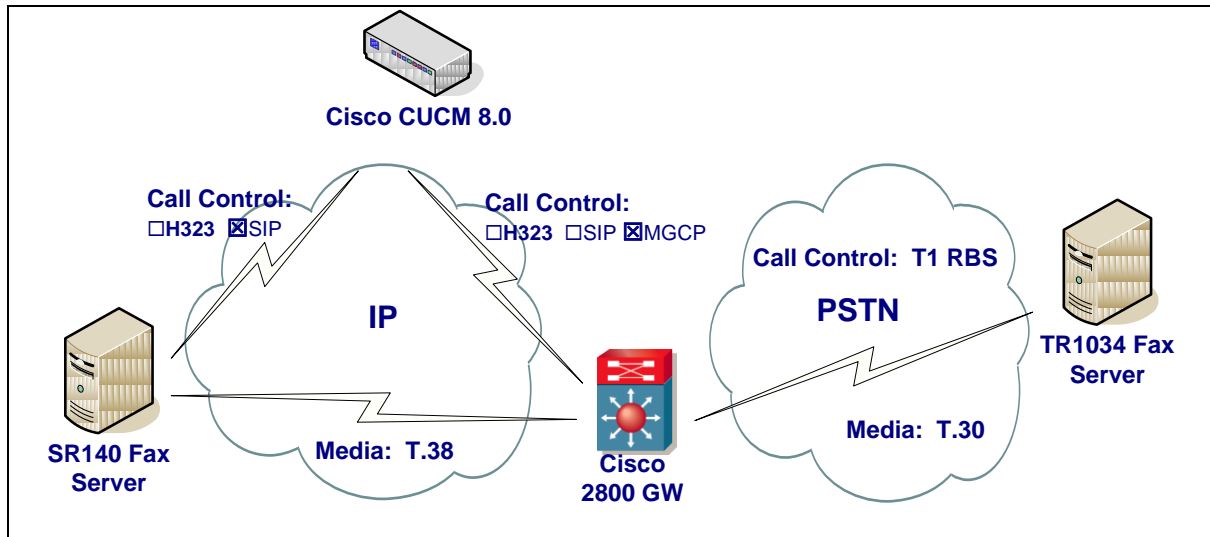 Cisco CUCM 8.0
Call Control:
☐H323 ☒SIP
Call Control:
☐H323 ☐SIP ☒MGCP
Call Control: T1 RBS
IP
PSTN
TR1034 Fax
Server
Media: T.38
Media: T.30
SR140 Fax
Server
Cisco
2800 GW